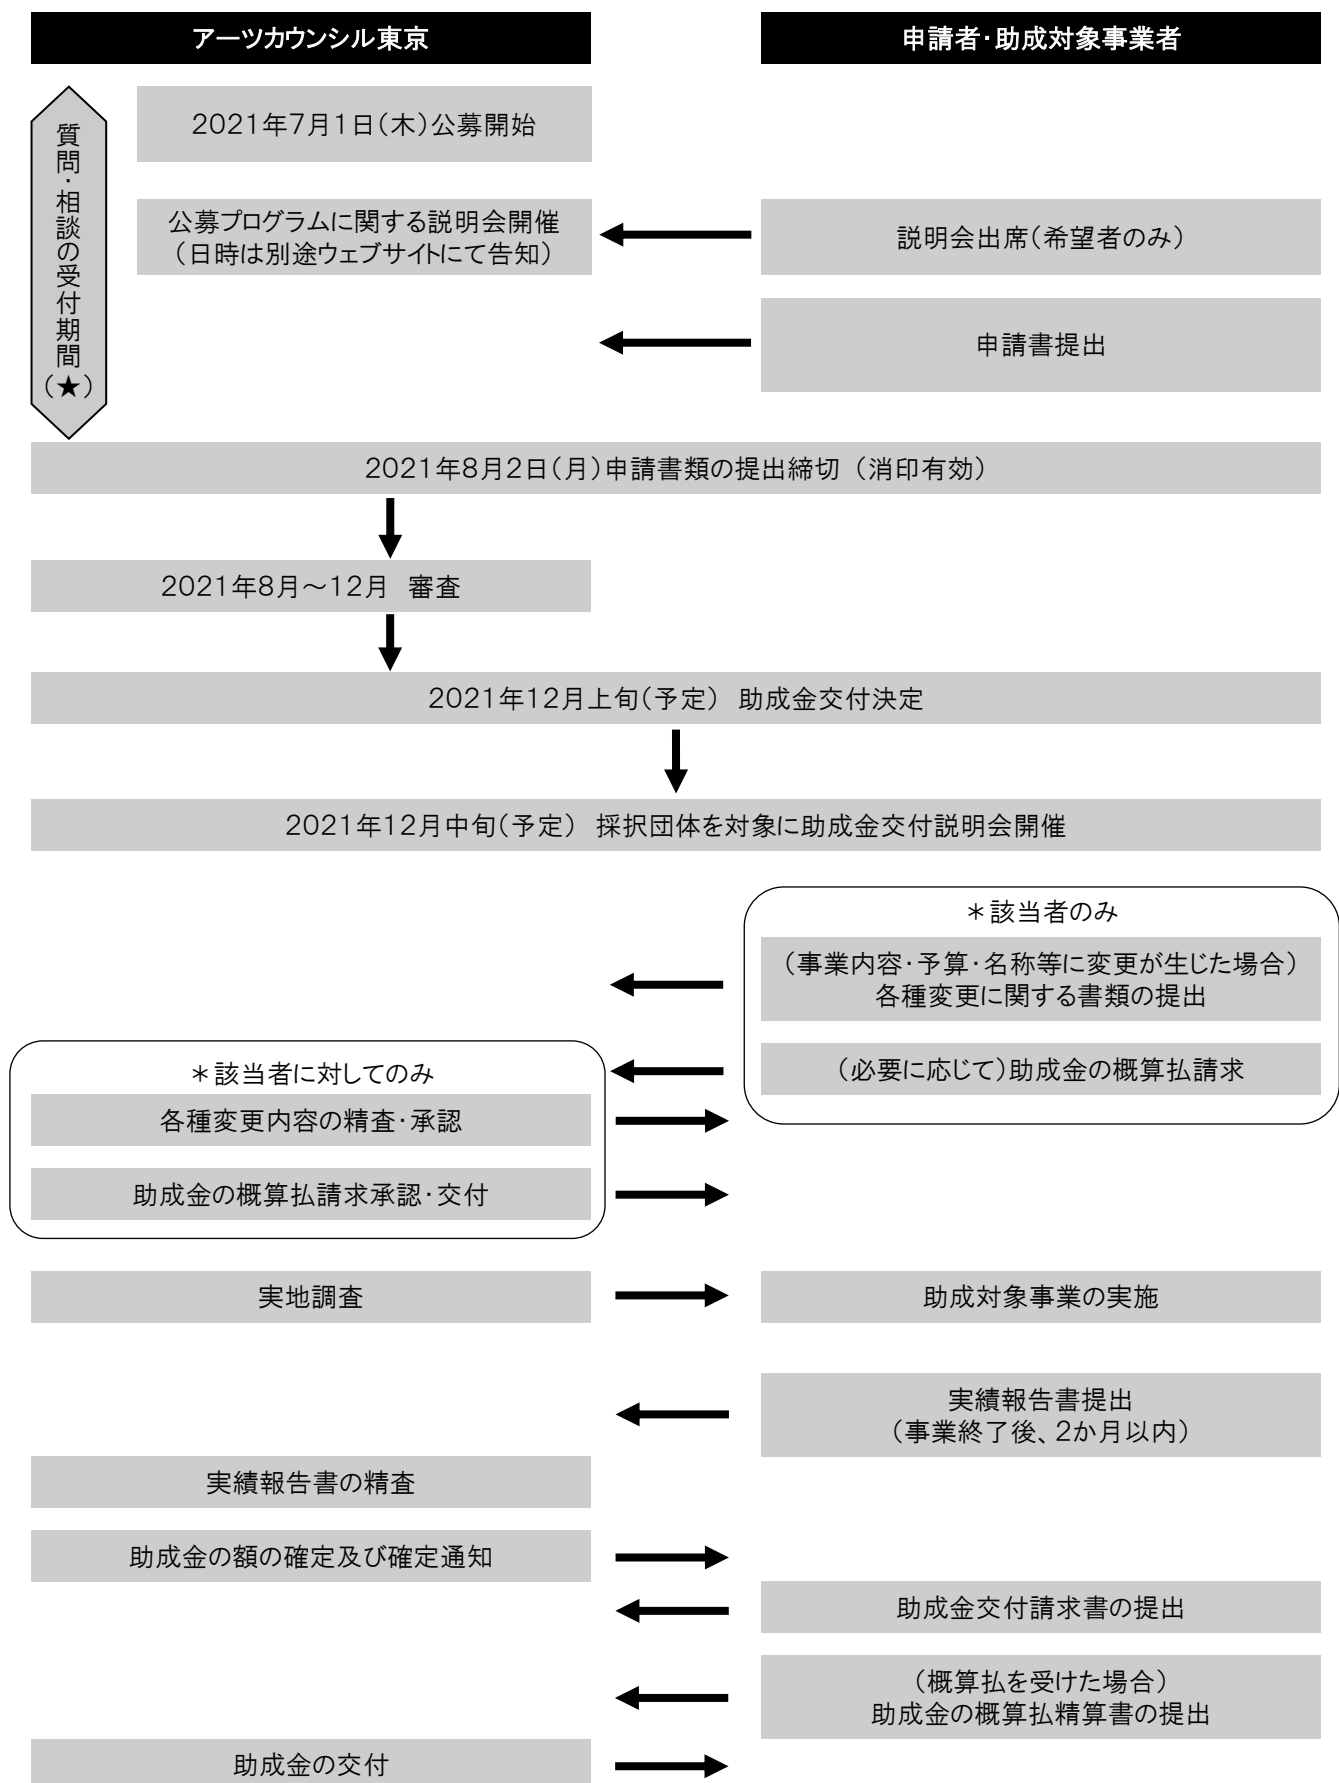 アーツカウンシル東京
申請者・助成対象事業者
質問・相談の受付期間(★)
2021年7月1日(木)公募開始
公募プログラムに関する説明会開催
(日時は別途ウェブサイトにて告知)
説明会出席(希望者のみ)
申請書提出
2021年8月2日(月)申請書類の提出締切 (消印有効)
2021年8月～12月 審査
2021年12月上旬(予定) 助成金交付決定
2021年12月中旬(予定) 採択団体を対象に助成金交付説明会開催
＊該当者のみ
(事業内容・予算・名称等に変更が生じた場合)
各種変更に関する書類の提出
(必要に応じて)助成金の概算払請求
＊該当者に対してのみ
各種変更内容の精査・承認
助成金の概算払請求承認・交付
実地調査
助成対象事業の実施
実績報告書提出
(事業終了後、2か月以内)
実績報告書の精査
助成金の額の確定及び確定通知
助成金交付請求書の提出
(概算払を受けた場合)
助成金の概算払精算書の提出
助成金の交付